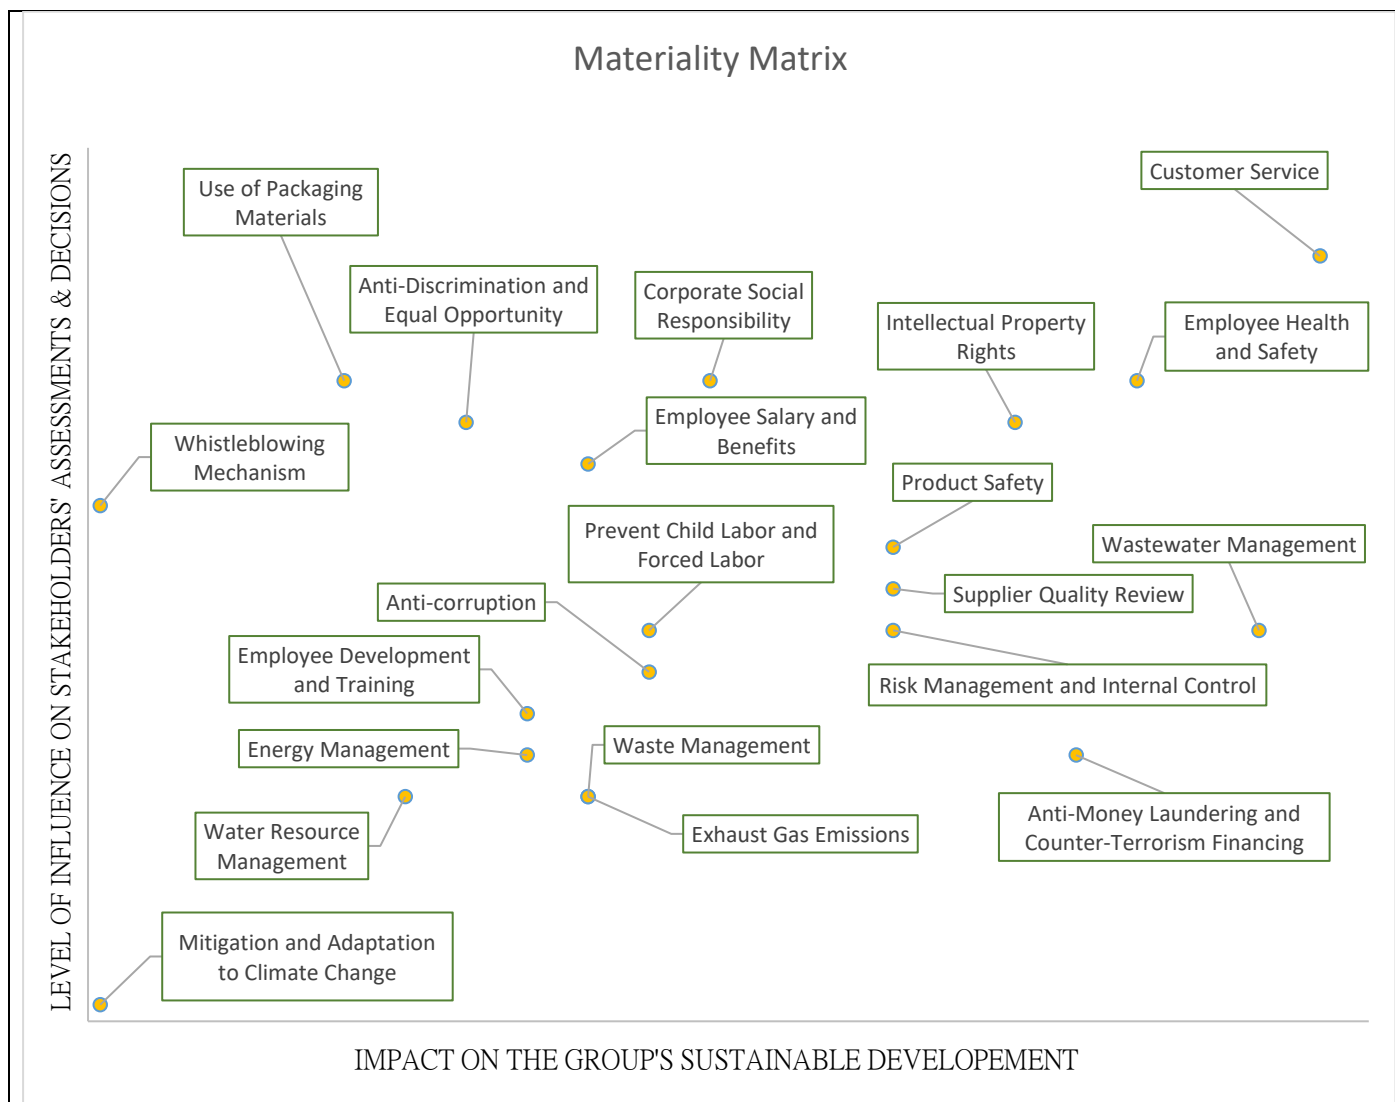 Materiality Matrix
LEVEL OF INFLUENCE ON STAKEHOLDERS' ASSESSMENTS & DECISIONS
Customer Service
Use of Packaging
Materials
Anti-Discrimination and
Equal Opportunity
Corporate Social
Responsibility
Intellectual Property
Rights
Employee Health
and Safety
Employee Salary and
Benefits
Whistleblowing
Mechanism
Product Safety
Prevent Child Labor and
Forced Labor
Wastewater Management
Anti-corruption
Supplier Quality Review
Employee Development
and Training
Risk Management and Internal Control
Energy Management
Waste Management
Water Resource
Management
Exhaust Gas Emissions
Anti-Money Laundering and
Counter-Terrorism Financing
Mitigation and Adaptation
to Climate Change
IMPACT ON THE GROUP'S SUSTAINABLE DEVELOPEMENT